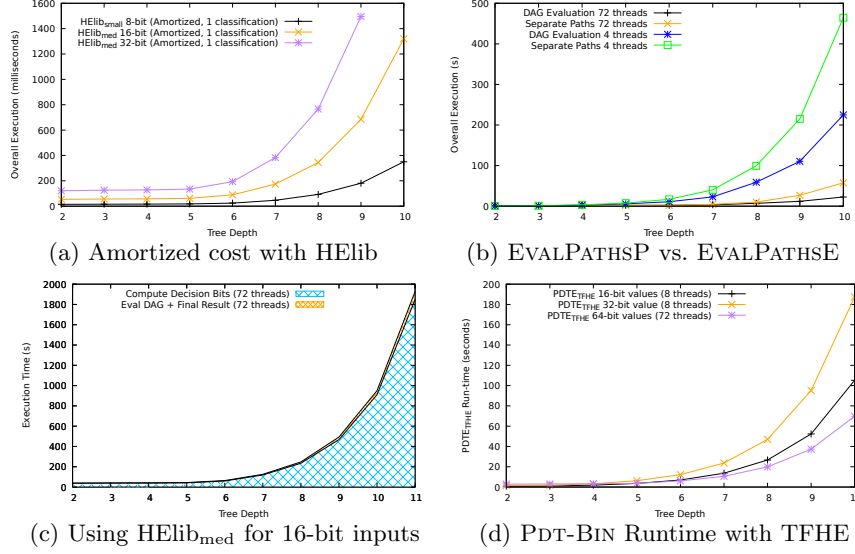 HElib_small 8-bit (Amortized, 1 classification)
HElib_med 16-bit (Amortized, 1 classification)
HElib_med 32-bit (Amortized, 1 classification)
Overall Execution (milliseconds)
1600
1400
1200
1000
800
600
400
200
0
2 3 4 5 6 7 8 9 10
Tree Depth
(a) Amortized cost with HElib
DAG Evaluation 72 threads
Separate Paths 72 threads
DAG Evaluation 4 threads
Separate Paths 4 threads
Overall Execution (s)
500
400
300
200
100
0
2 3 4 5 6 7 8 9 10
Tree Depth
(b) EVALPATHSP vs. EVALPATHSE
Compute Decision Bits (72 threads)
Eval DAG + Final Result (72 threads)
Execution Time (s)
2000
1800
1600
1400
1200
1000
800
600
400
200
0
2 3 4 5 6 7 8 9 10 11
Tree Depth
(c) Using HElib_med for 16-bit inputs
PDTE_TFHE 16-bit values (8 threads)
PDTE_TFHE 32-bit value (8 threads)
PDTE_TFHE 64-bit values (72 threads)
PDTE_TFHE Run-time (seconds)
200
180
160
140
120
100
80
60
40
20
0
2 3 4 5 6 7 8 9 1
Tree Depth
(d) PDT-BIN Runtime with TFHE